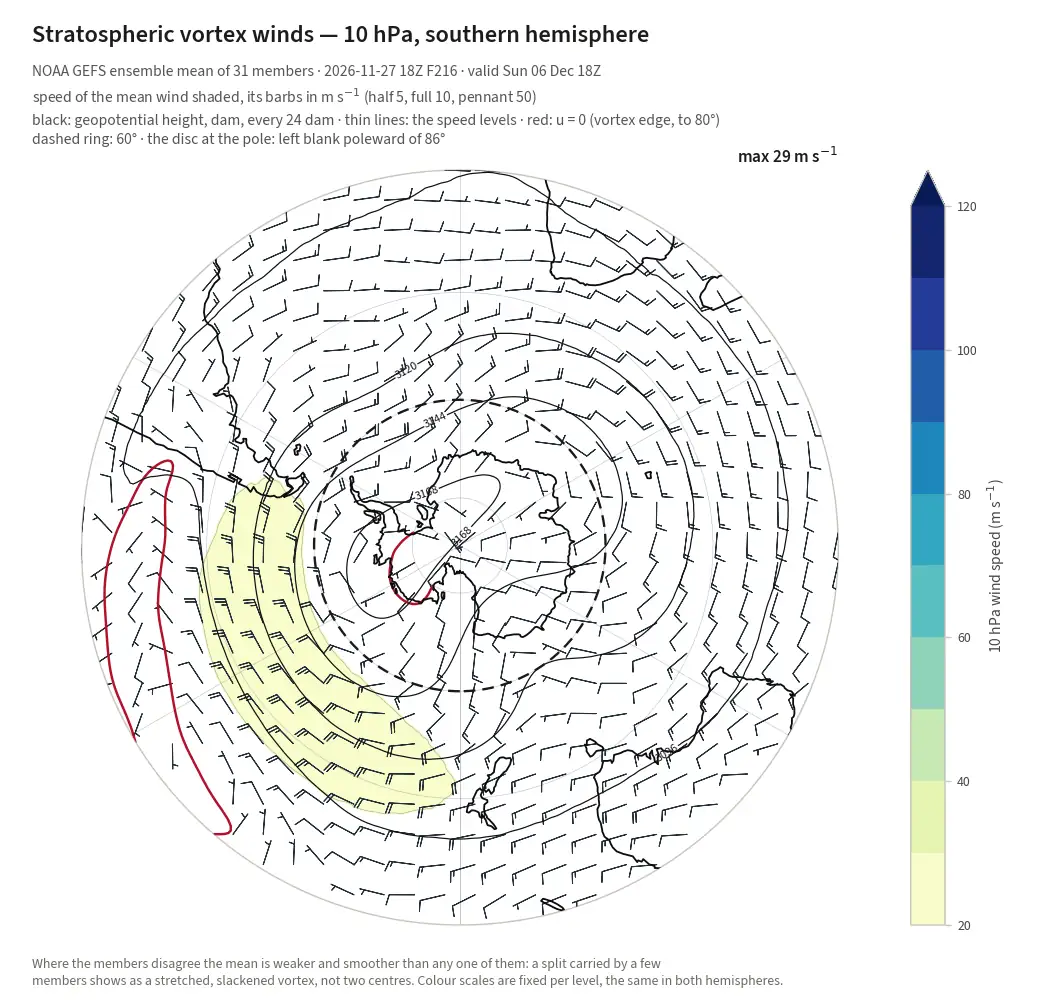 Stratospheric vortex winds — 10 hPa, southern hemisphere
NOAA GEFS ensemble mean of 31 members · 2026-11-27 18Z F216 · valid Sun 06 Dec 18Z
speed of the mean wind shaded, its barbs in m s⁻¹ (half 5, full 10, pennant 50)
black: geopotential height, dam, every 24 dam · thin lines: the speed levels · red: u = 0 (vortex edge, to 80°)
dashed ring: 60° · the disc at the pole: left blank poleward of 86°
max 29 m s⁻¹
120
100
80
60
40
20
10 hPa wind speed (m s⁻¹)
3120
3144
3168
3168
Where the members disagree the mean is weaker and smoother than any one of them: a split carried by a few
members shows as a stretched, slackened vortex, not two centres. Colour scales are fixed per level, the same in both hemispheres.